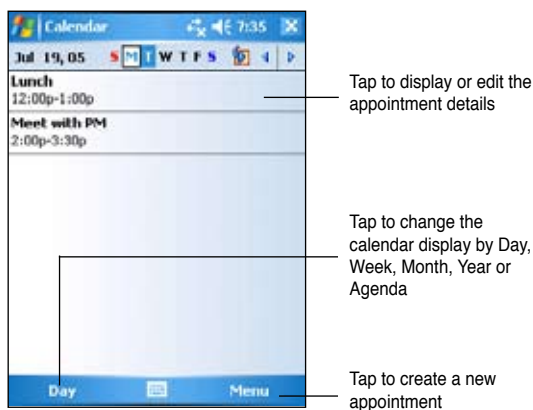 Calendar 7:35
Jul 19, 05 S M T W T F S
Lunch
12:00p-1:00p
Meet with PM
2:00p-3:30p
Day Menu
Tap to display or edit the
appointment details
Tap to change the
calendar display by Day,
Week, Month, Year or
Agenda
Tap to create a new
appointment